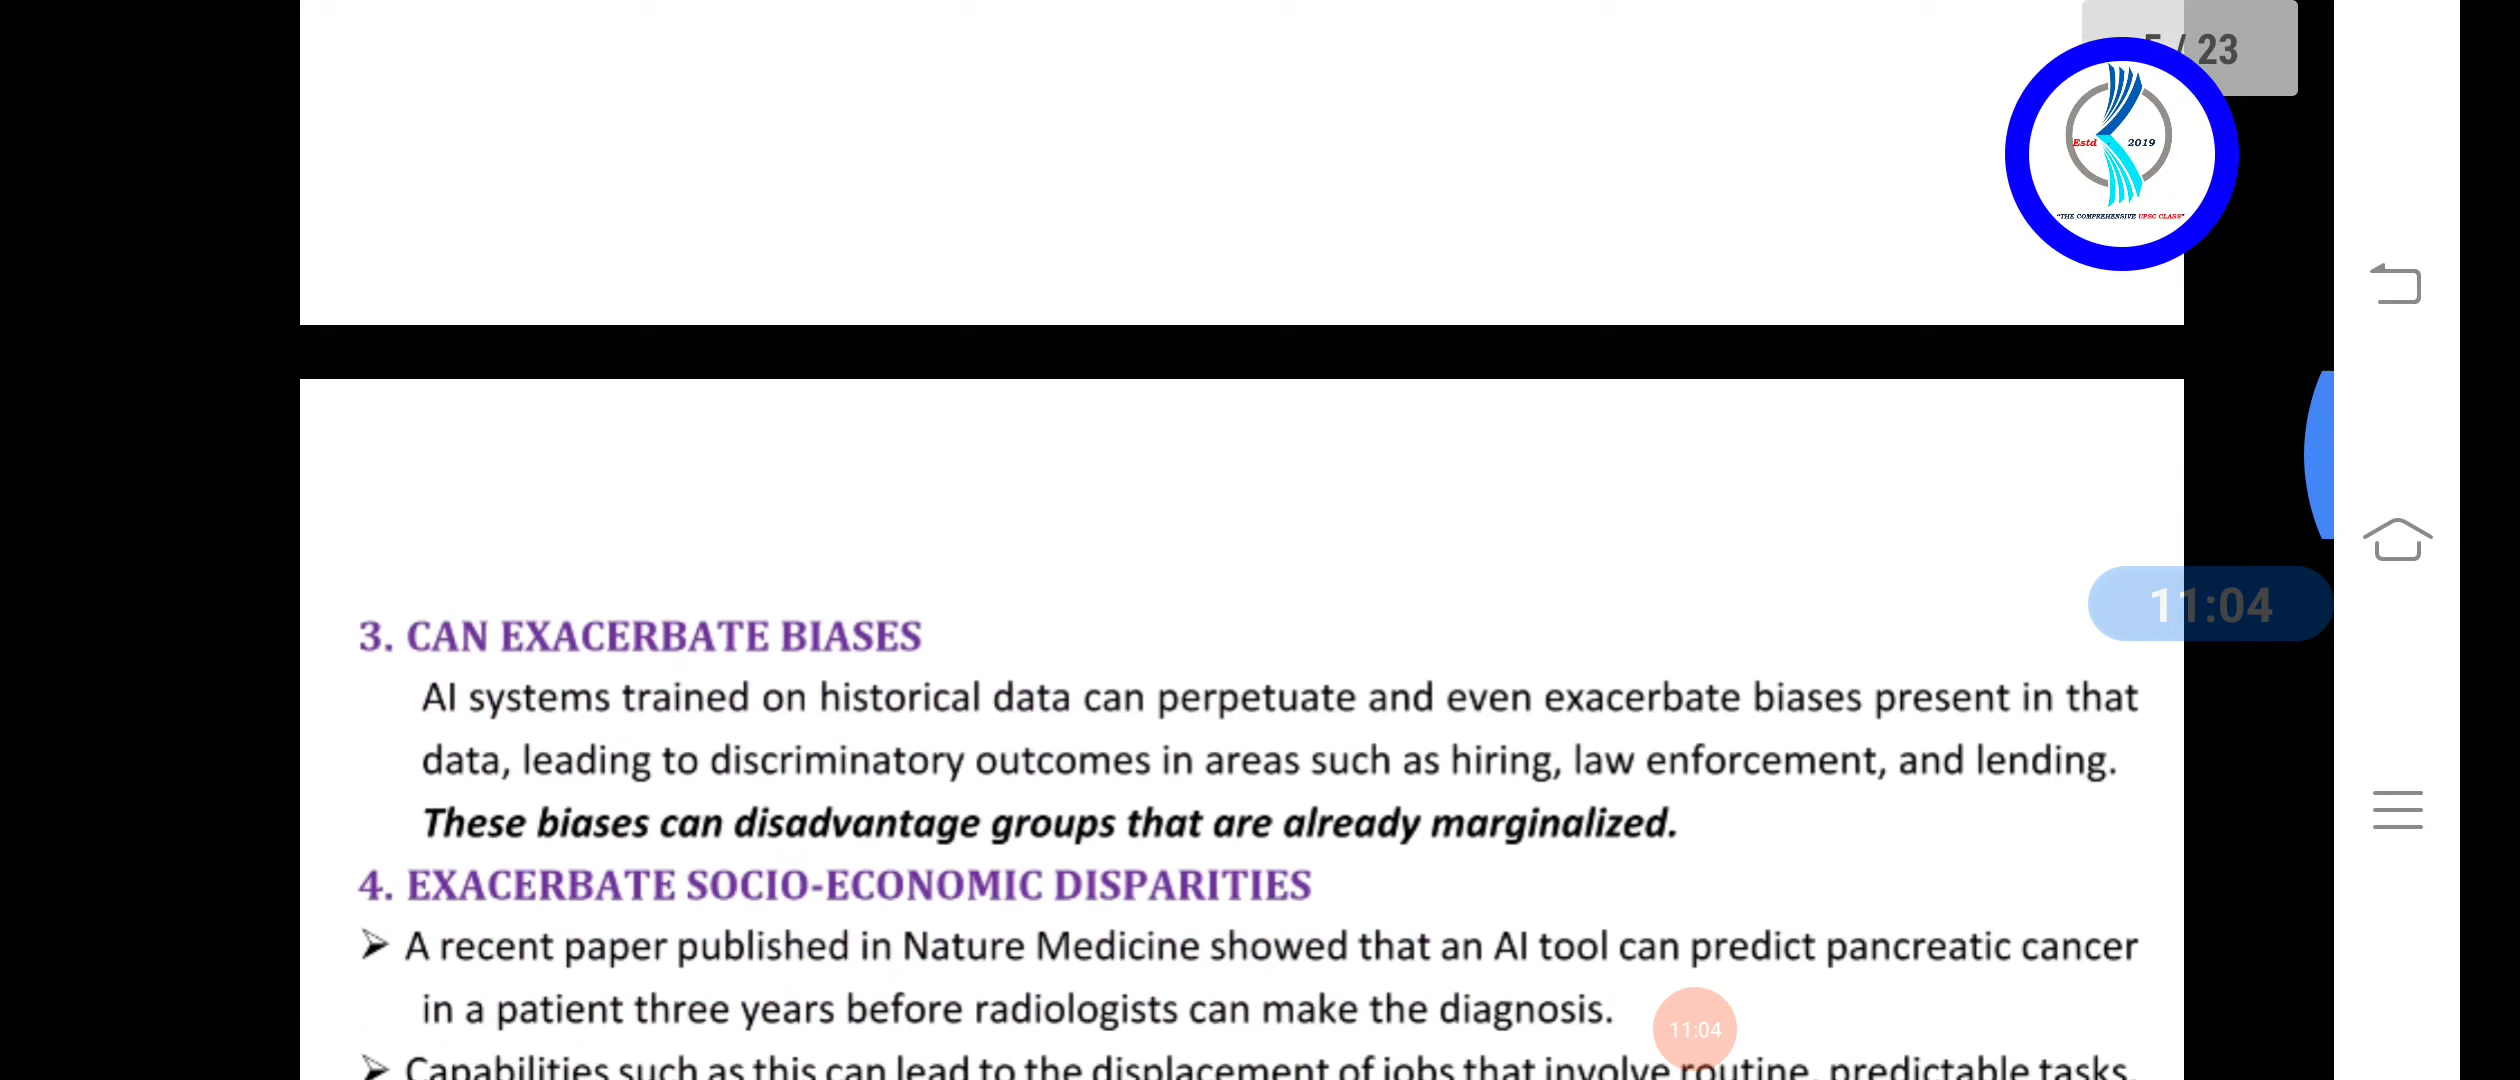 5 / 23
Estd 2019
"THE COMPREHENSIVE UPSC CLASS"
11:04
3. CAN EXACERBATE BIASES
AI systems trained on historical data can perpetuate and even exacerbate biases present in that
data, leading to discriminatory outcomes in areas such as hiring, law enforcement, and lending.
These biases can disadvantage groups that are already marginalized.
4. EXACERBATE SOCIO-ECONOMIC DISPARITIES
➢ A recent paper published in Nature Medicine showed that an AI tool can predict pancreatic cancer
in a patient three years before radiologists can make the diagnosis.
11:04
➢ Capabilities such as this can lead to the displacement of jobs that involve routine, predictable tasks.